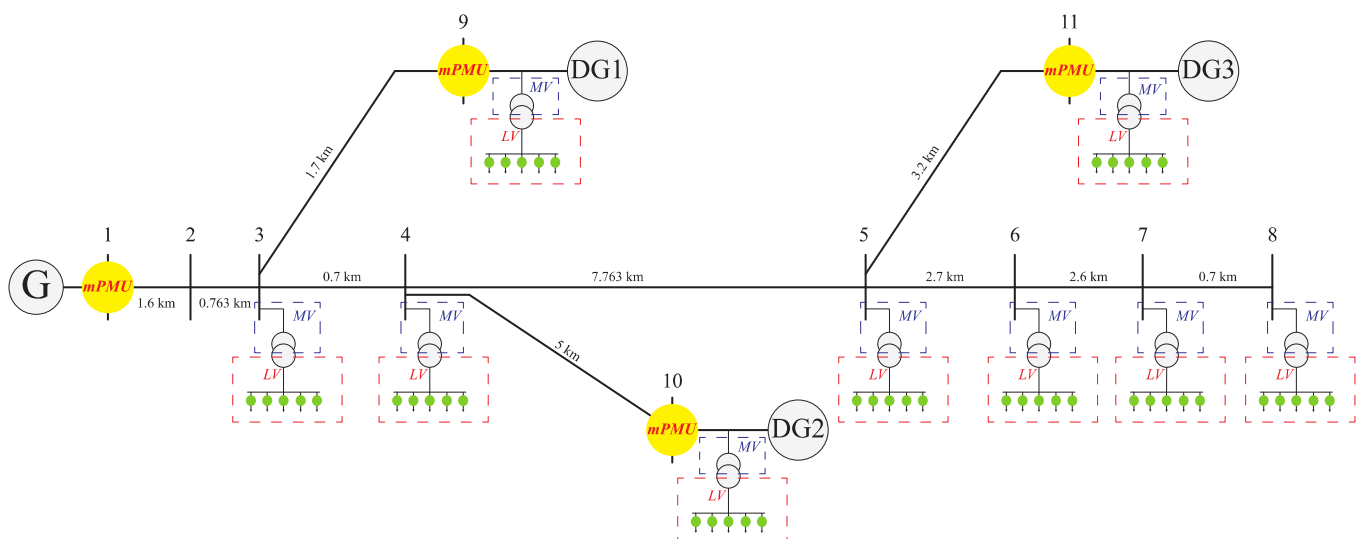 9
11
mPMU
DG1
mPMU
DG3
MV
MV
LV
LV
1.7 km
3.2 km
1
2
3
4
5
6
7
8
G
mPMU
1.6 km
0.763 km
0.7 km
7.763 km
2.7 km
2.6 km
0.7 km
MV
MV
MV
MV
MV
MV
LV
LV
LV
LV
LV
LV
5 km
10
mPMU
DG2
MV
LV